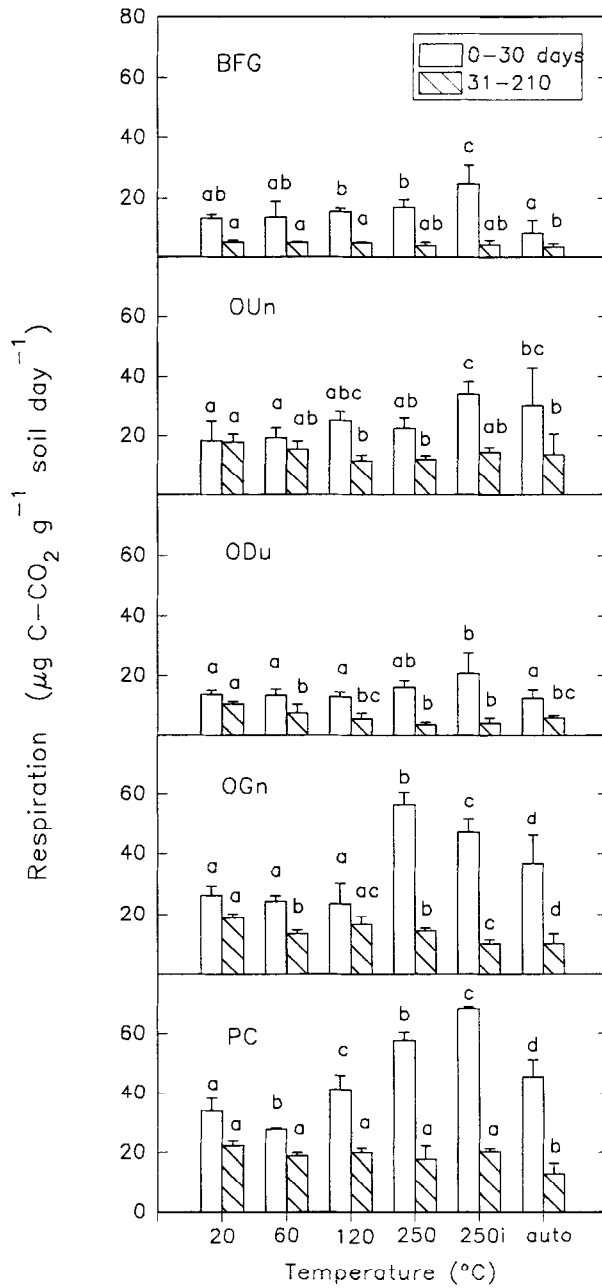 80
BFG
0-30 days
31-210
60
40
20
ab a ab a b a b ab c ab a b
OUn
60
40
20
a a a ab abc b ab b c ab bc b
ODu
60
40
20
a a a b a bc ab b b b a bc
OGn
60
40
20
a a a b a ac b b c c d d
PC
60
40
20
0
a a b a c a b a c a d b
20 60 120 250 250i auto
Temperature (°C)
Respiration (μg C-CO₂ g⁻¹ soil day⁻¹)